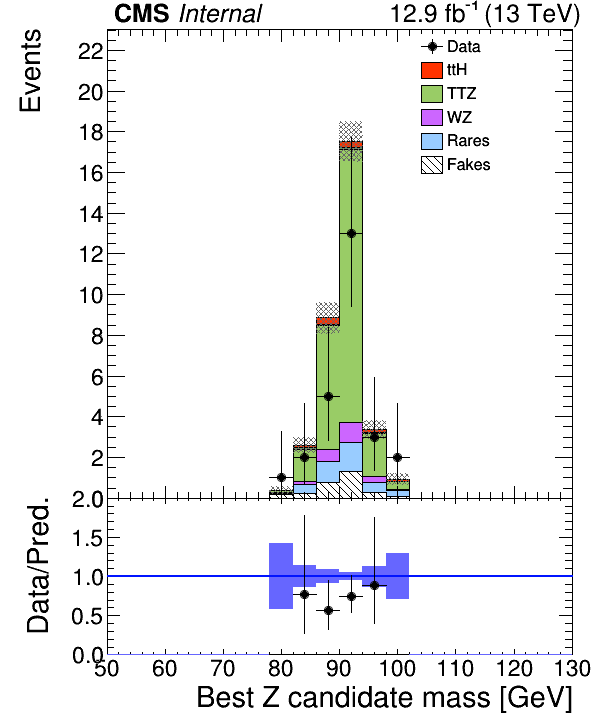 CMS Internal 12.9 fb⁻¹ (13 TeV)
Events
22
20
18
16
14
12
10
8
6
4
2
Data
ttH
TTZ
WZ
Rares
Fakes
Data/Pred.
2.0
1.5
1.0
0.5
0.0
50 60 70 80 90 100 110 120 130
Best Z candidate mass [GeV]